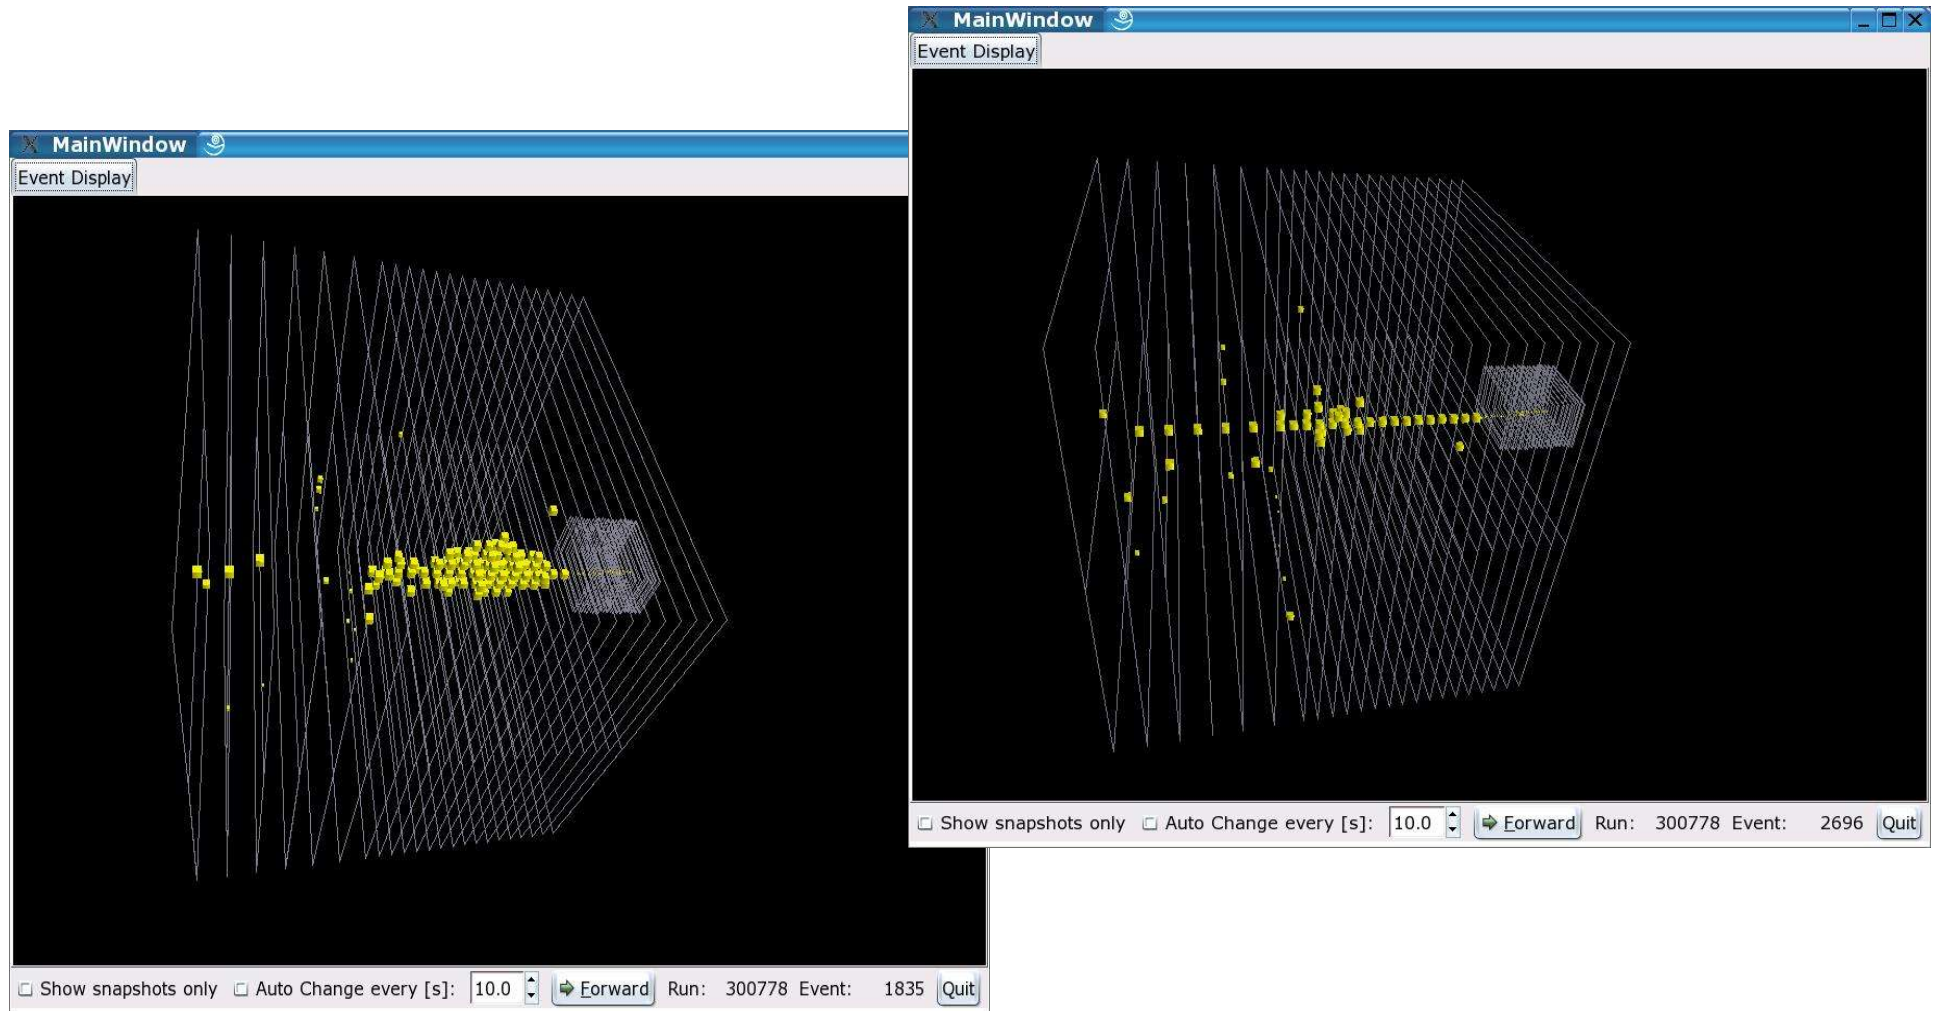 MainWindow
Event Display
Show snapshots only Auto Change every [s]: 10.0 Forward Run: 300778 Event: 1835 Quit
MainWindow
Event Display
Show snapshots only Auto Change every [s]: 10.0 Forward Run: 300778 Event: 2696 Quit